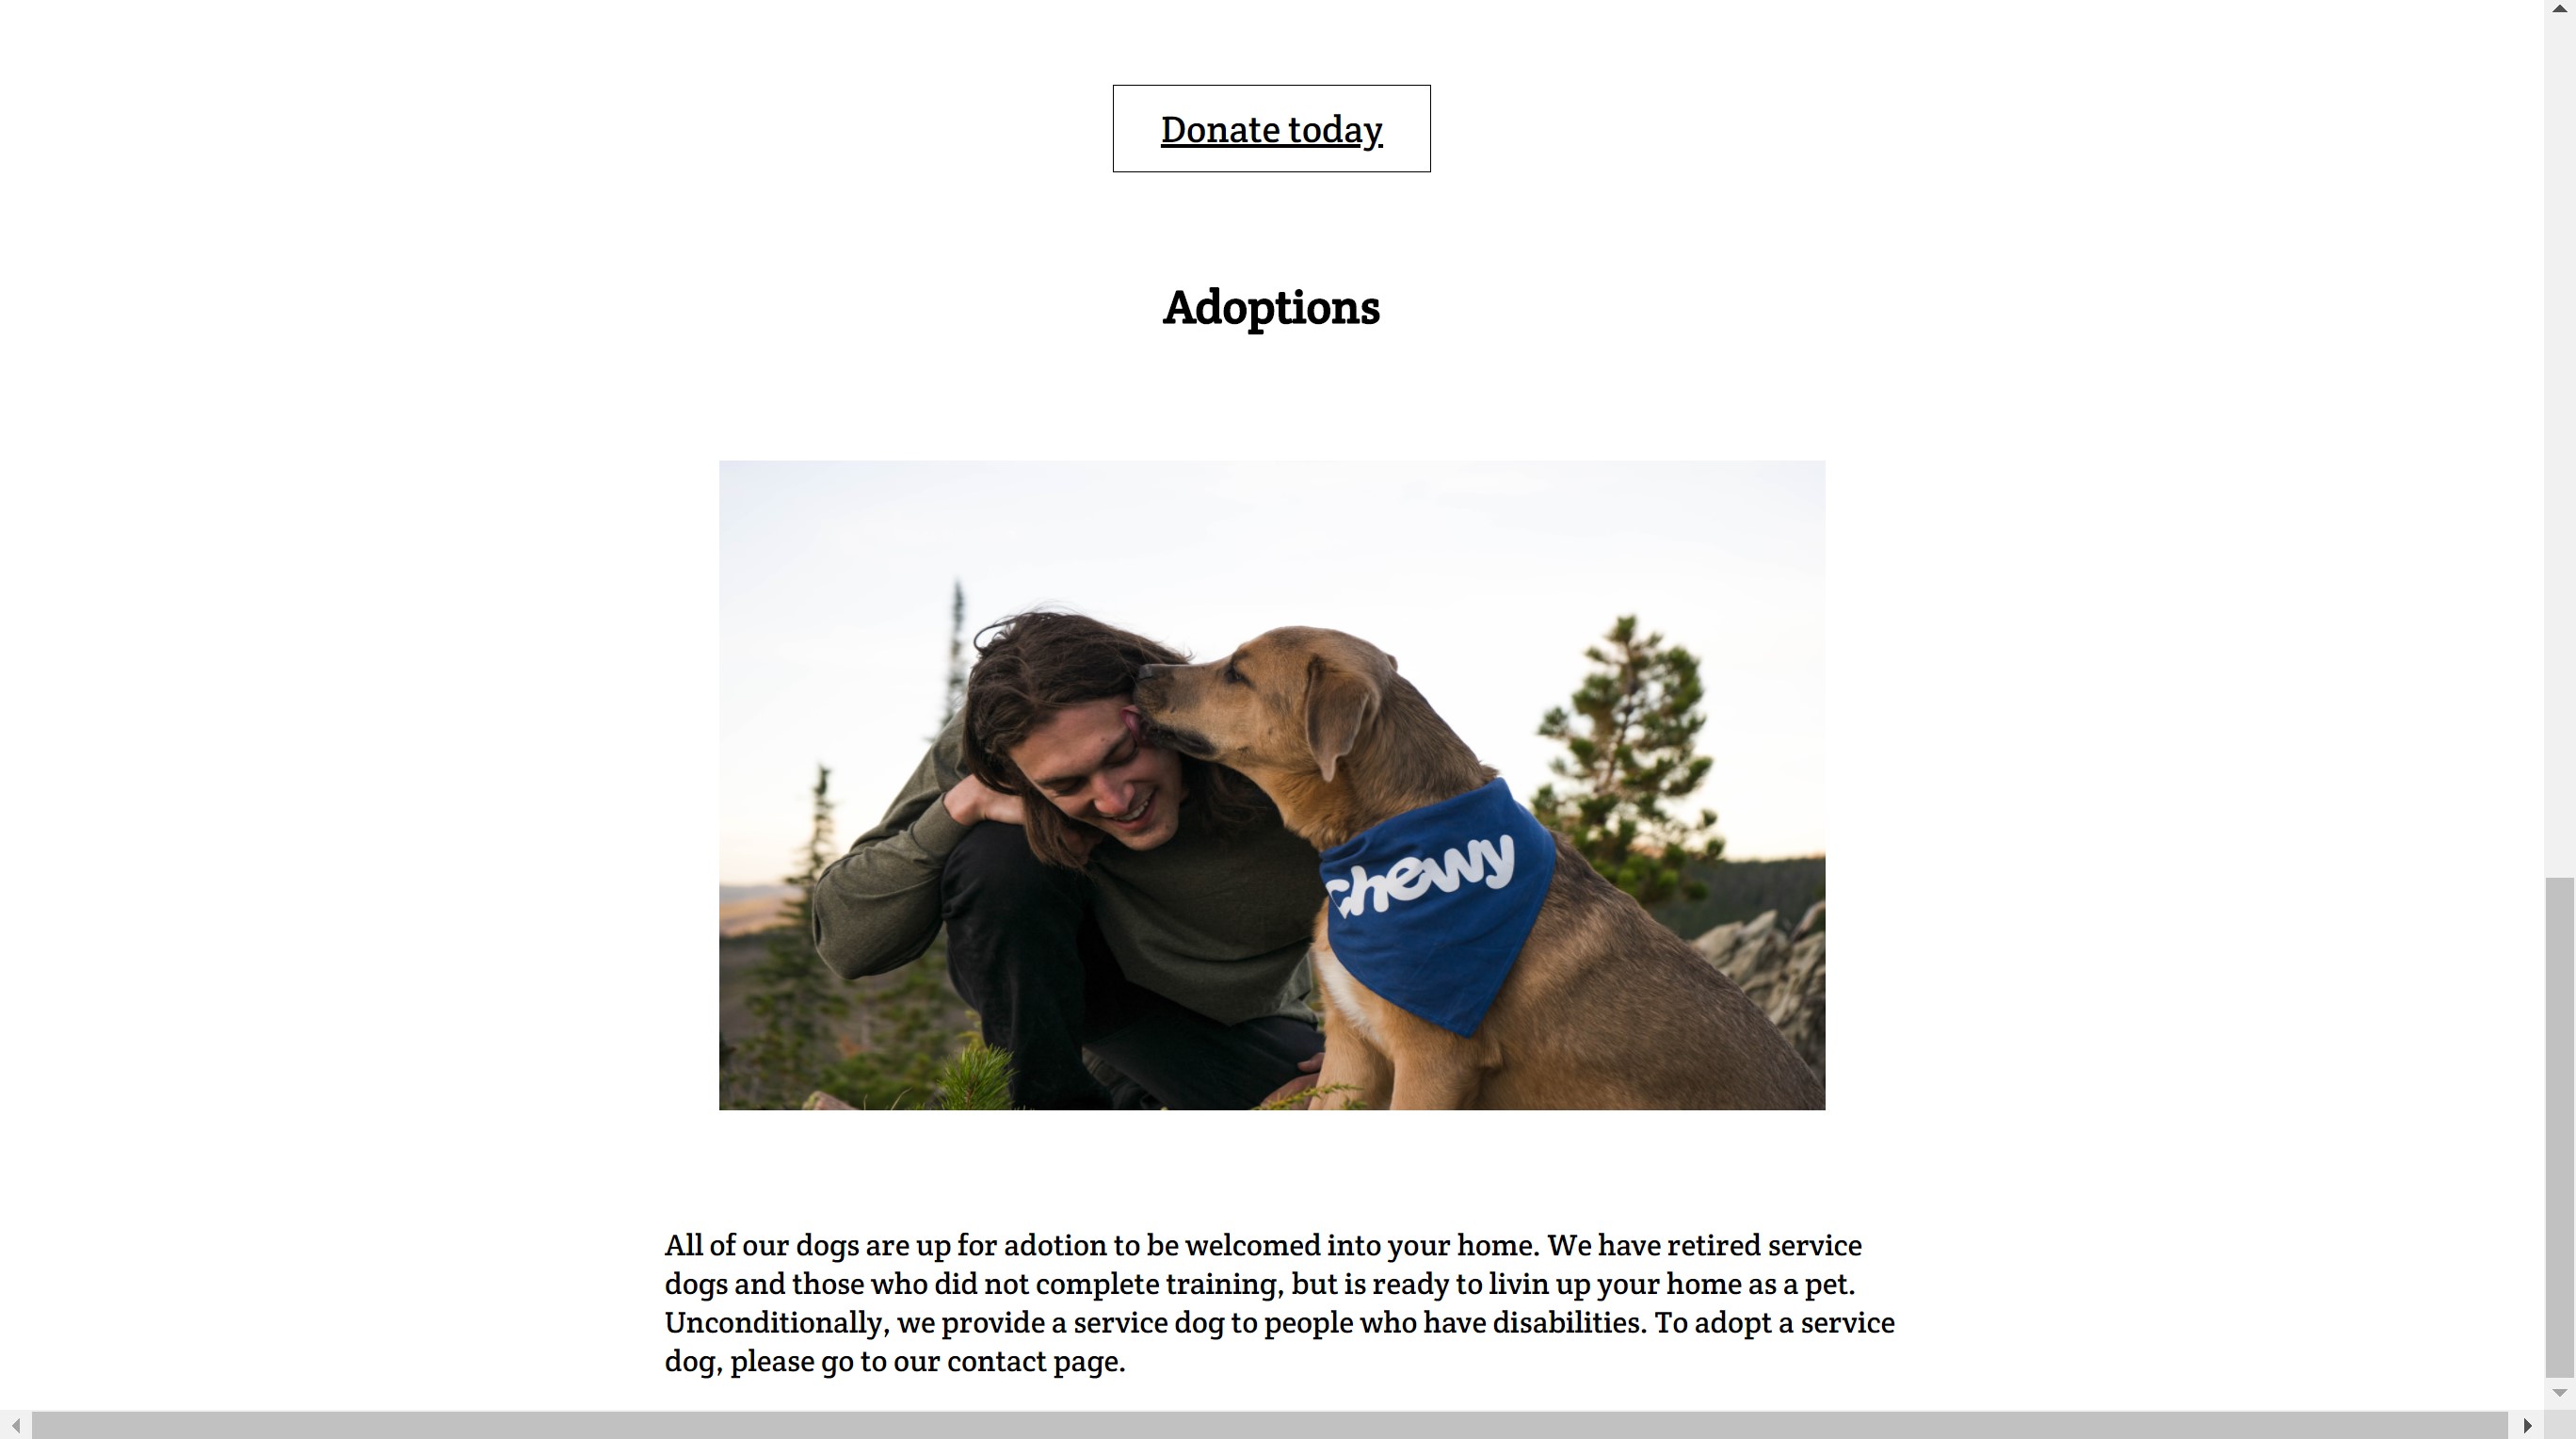 Donate today
Adoptions
chewy
All of our dogs are up for adotion to be welcomed into your home. We have retired service
dogs and those who did not complete training, but is ready to livin up your home as a pet.
Unconditionally, we provide a service dog to people who have disabilities. To adopt a service
dog, please go to our contact page.